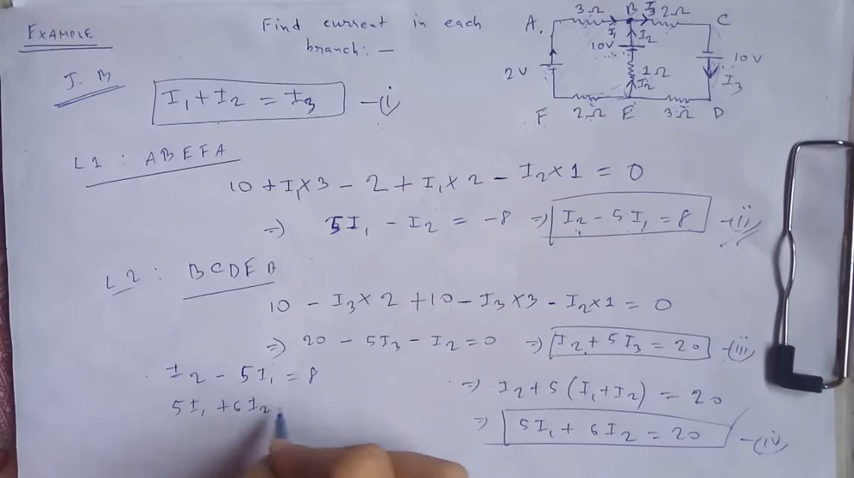 EXAMPLE
Find current in each
branch: —
J. B
I₁ + I₂ = I₃ —(i)
A. 3Ω B I₃ 2Ω C
I₁ I₂
10V
2V 1Ω 10V
I₂ I₃
F 2Ω E 3Ω D
L1 : ABEFA
10 + I₁×3 - 2 + I₁×2 - I₂×1 = 0
⇒ 5I₁ - I₂ = -8 ⇒ I₂ - 5I₁ = 8 —(ii)
L2 : BCDEB
10 - I₃×2 + 10 - I₃×3 - I₂×1 = 0
⇒ 20 - 5I₃ - I₂ = 0 ⇒ I₂ + 5I₃ = 20 —(iii)
I₂ - 5I₁ = 8
⇒ I₂ + 5(I₁ + I₂) = 20
5I₁ + 6I₂
⇒ 5I₁ + 6I₂ = 20 —(iv)